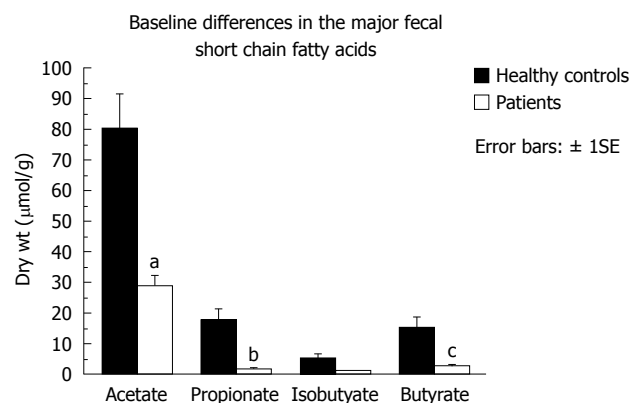 Baseline differences in the major fecal
short chain fatty acids
100
90
80
70
60
50
40
30
20
10
0
Dry wt (μmol/g)
a
b
c
Acetate Propionate Isobutyate Butyrate
Healthy controls
Patients
Error bars: ± 1SE